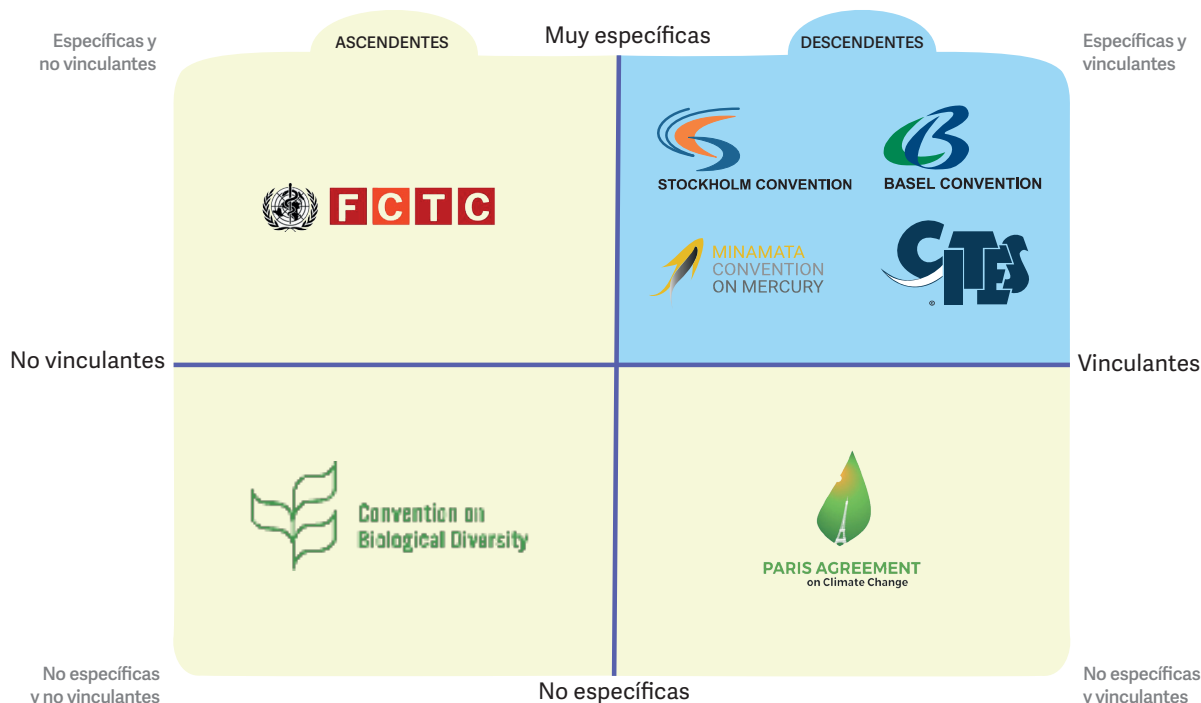 Específicas y
no vinculantes
ASCENDENTES
Muy específicas
DESCENDENTES
Específicas y
vinculantes
STOCKHOLM CONVENTION
BASEL CONVENTION
FCTC
MINAMATA
CONVENTION
ON MERCURY
CITES
®
No vinculantes
Vinculantes
Convention on
Biological Diversity
PARIS AGREEMENT
on Climate Change
No específicas
y no vinculantes
No específicas
No específicas
y vinculantes